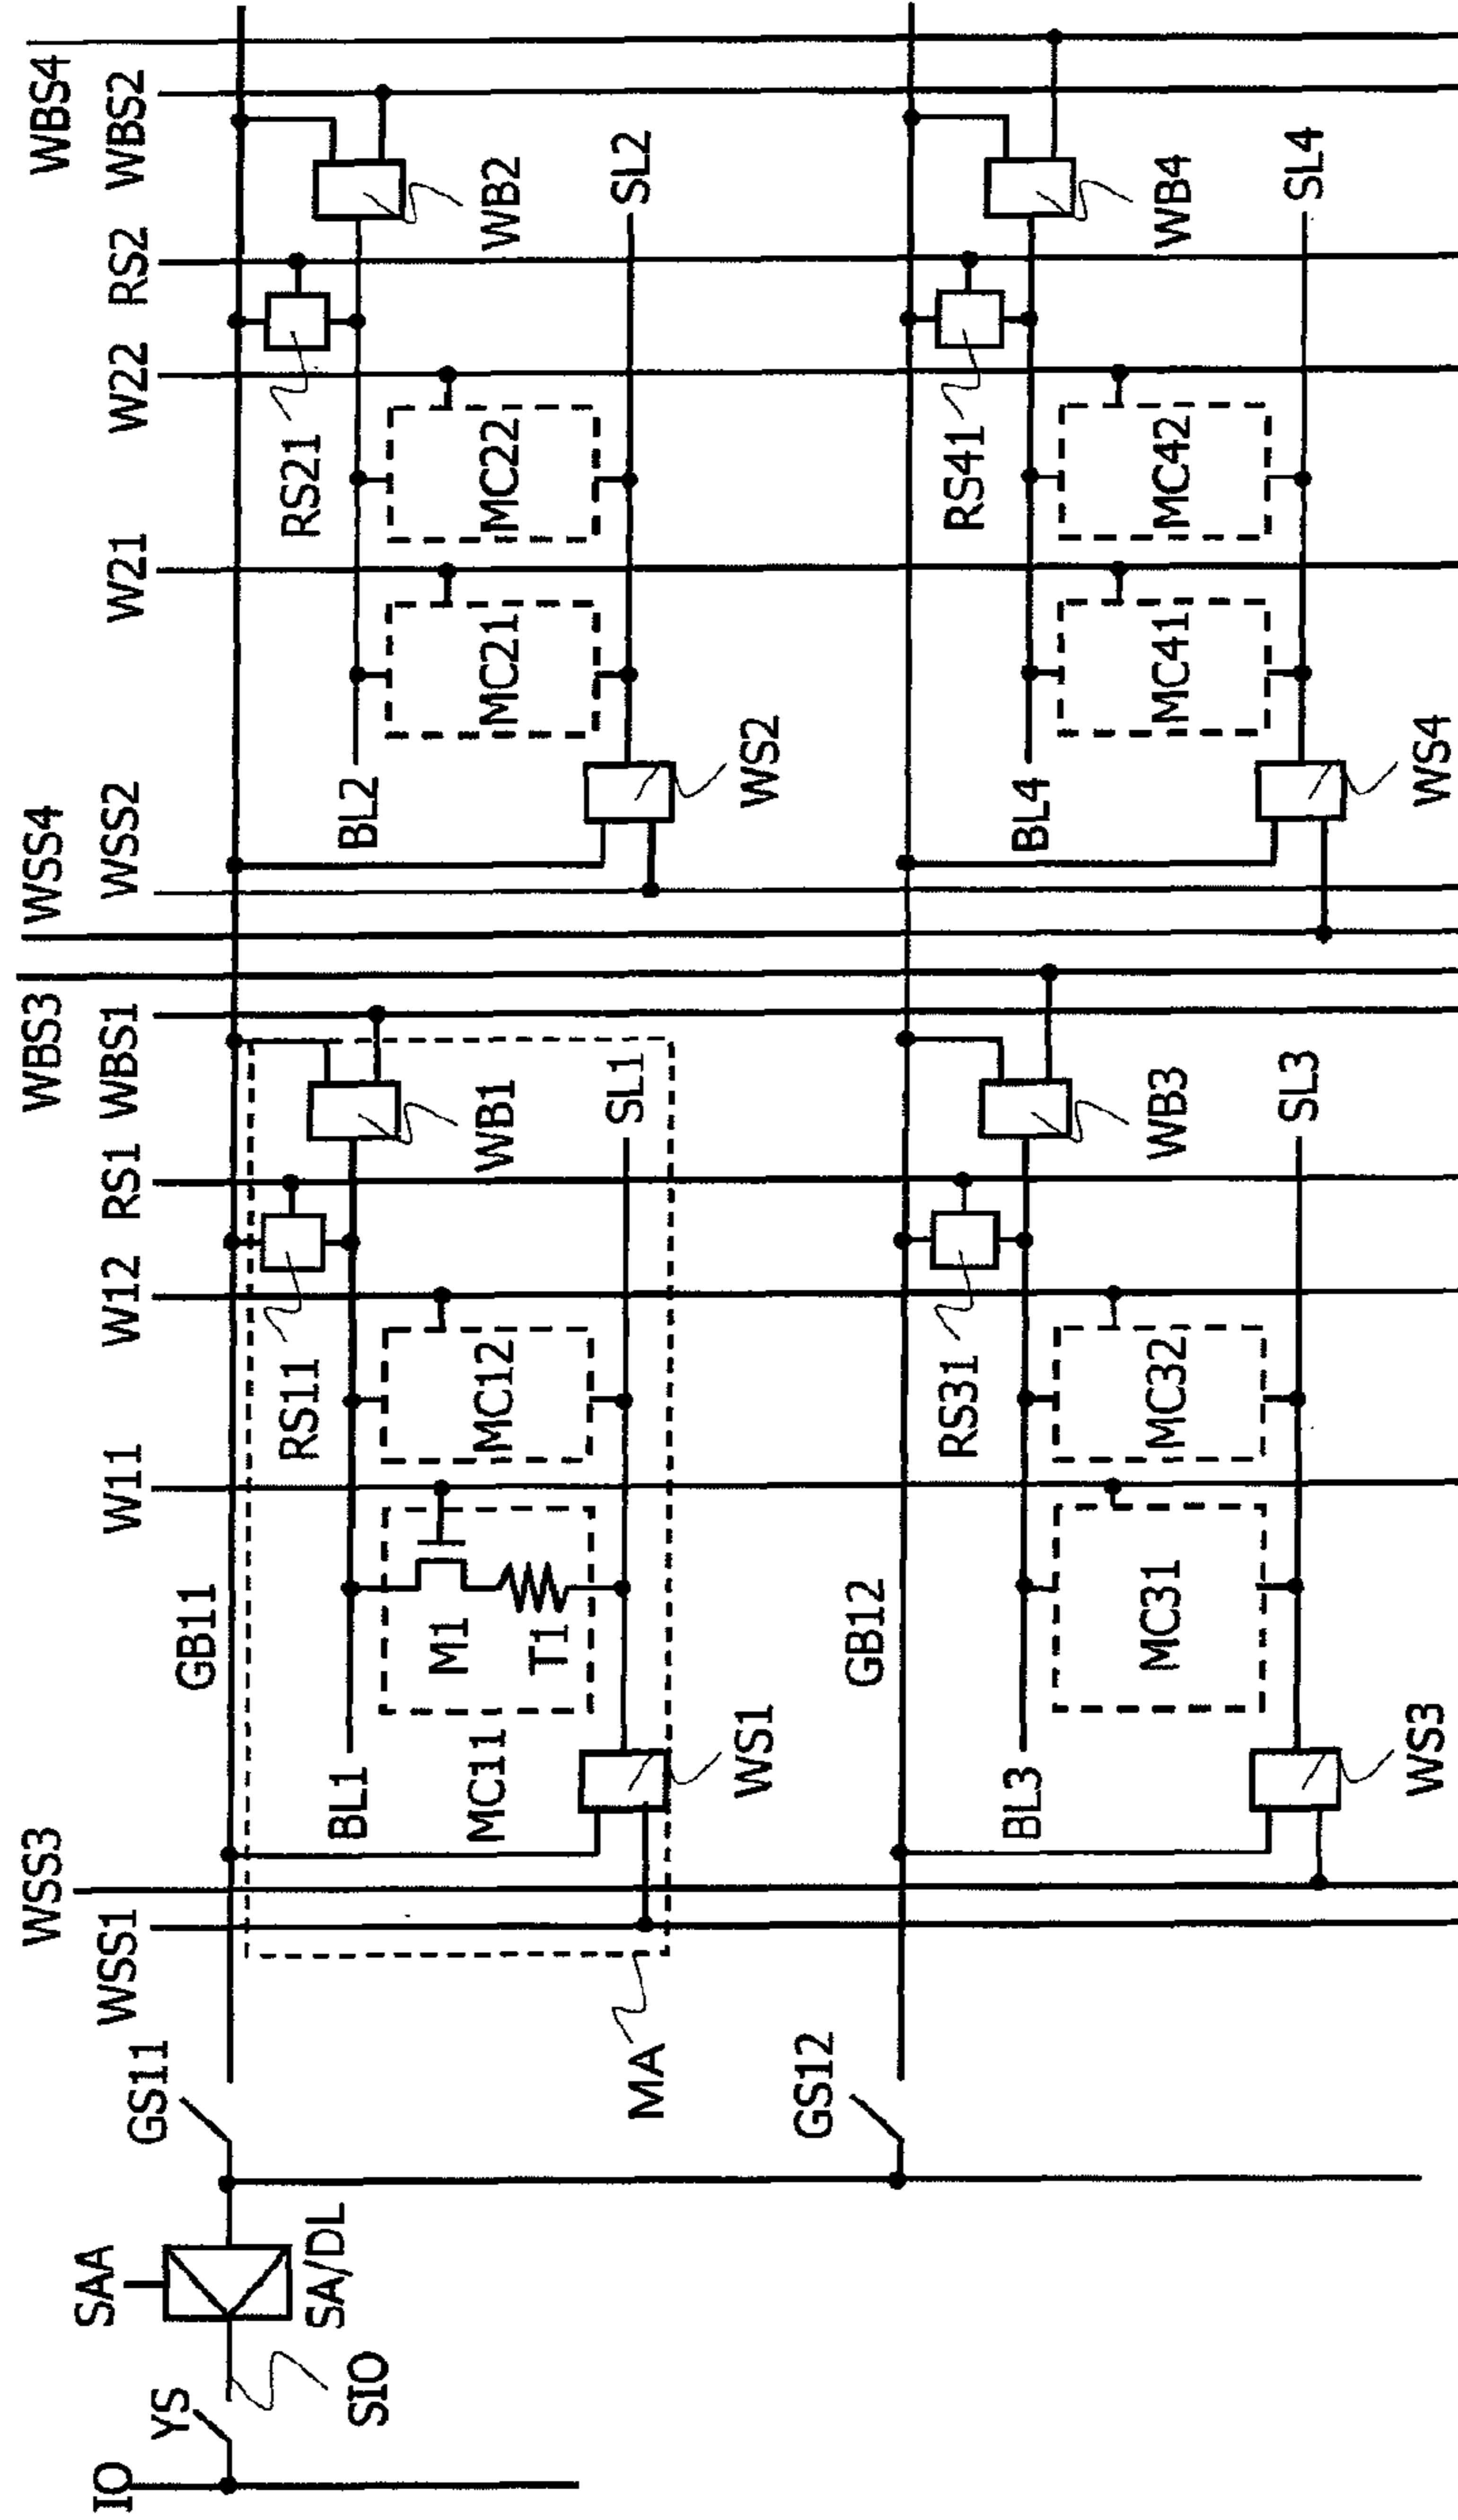 WBS4
WBS2
RS2
W22
W21
WSS4
WSS2
WBS3
WBS1
RS1
W12
W11
WSS3
WSS1
WB2
SL2
RS21
MC22
MC21
BL2
WS2
WB1
SL1
RS11
MC12
GB11
M1
T1
BL1
MC11
WS1
GS11
MA
WB4
SL4
RS41
MC42
MC41
BL4
WS4
WB3
SL3
RS31
MC32
GB12
MC31
BL3
WS3
GS12
SAA
SA/DL
SIO
YS
IO